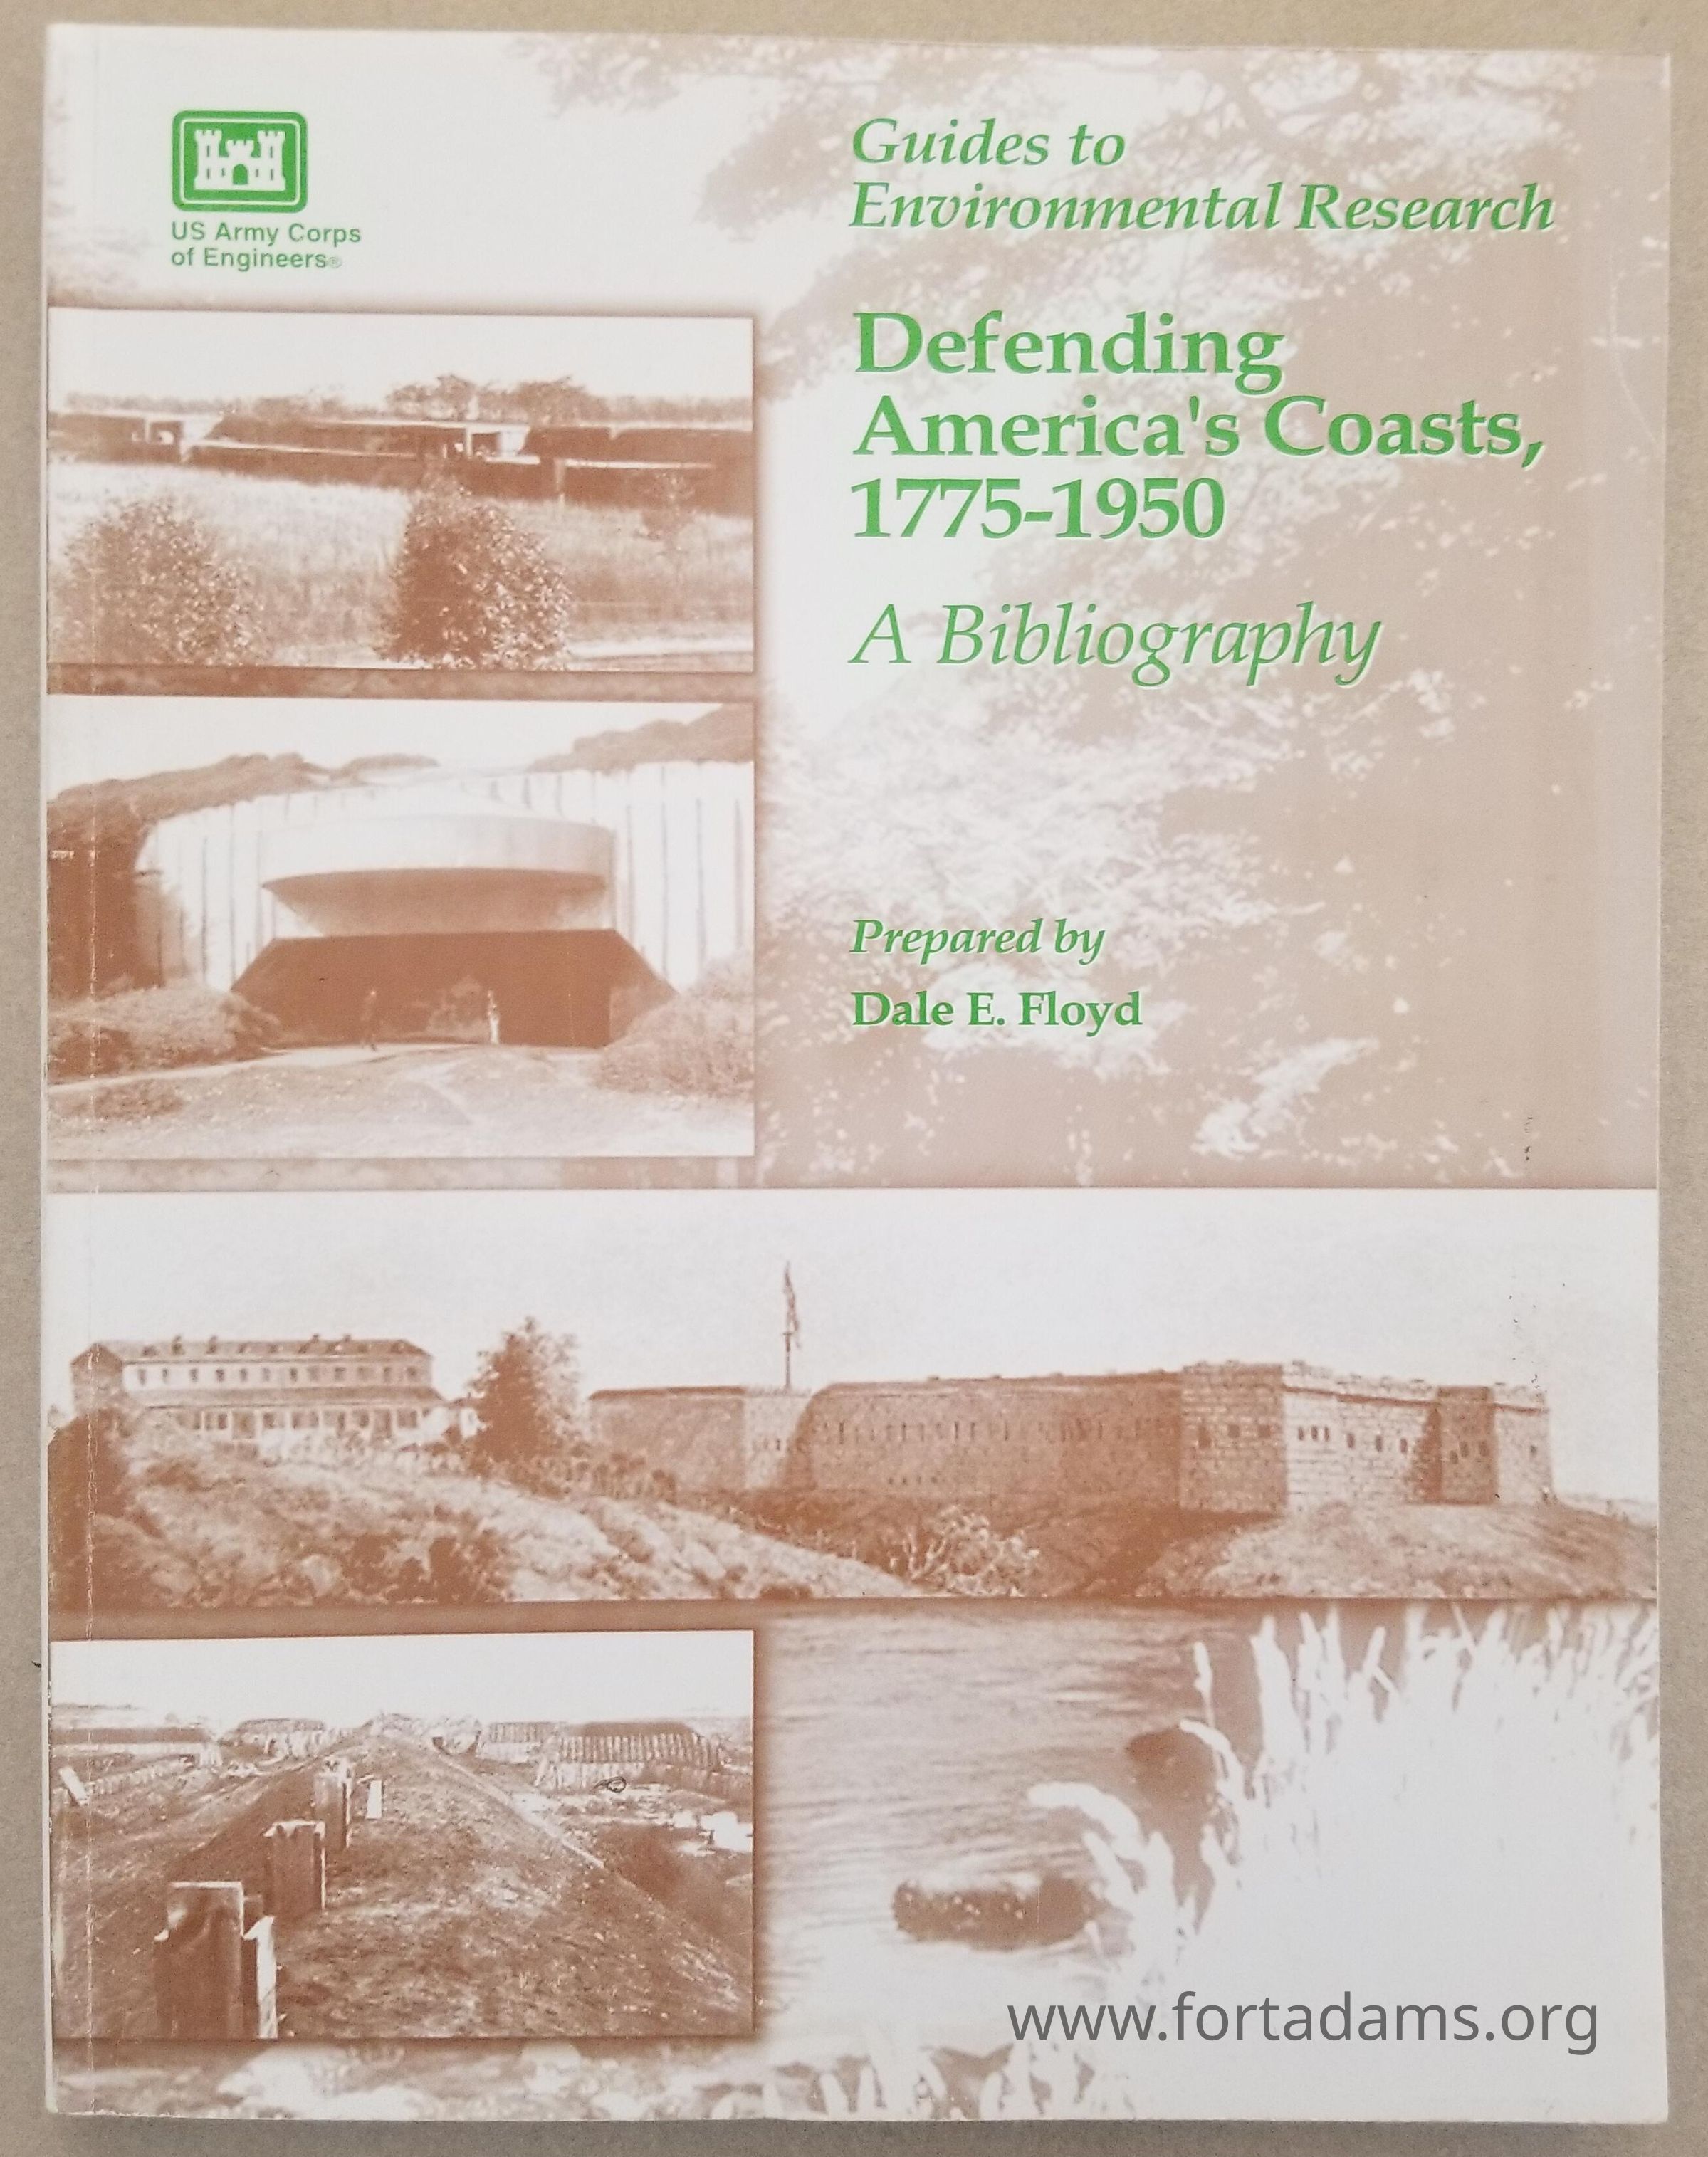 US Army Corps
of Engineers®
Guides to
Environmental Research
Defending
America's Coasts,
1775-1950
A Bibliography
Prepared by
Dale E. Floyd
www.fortadams.org